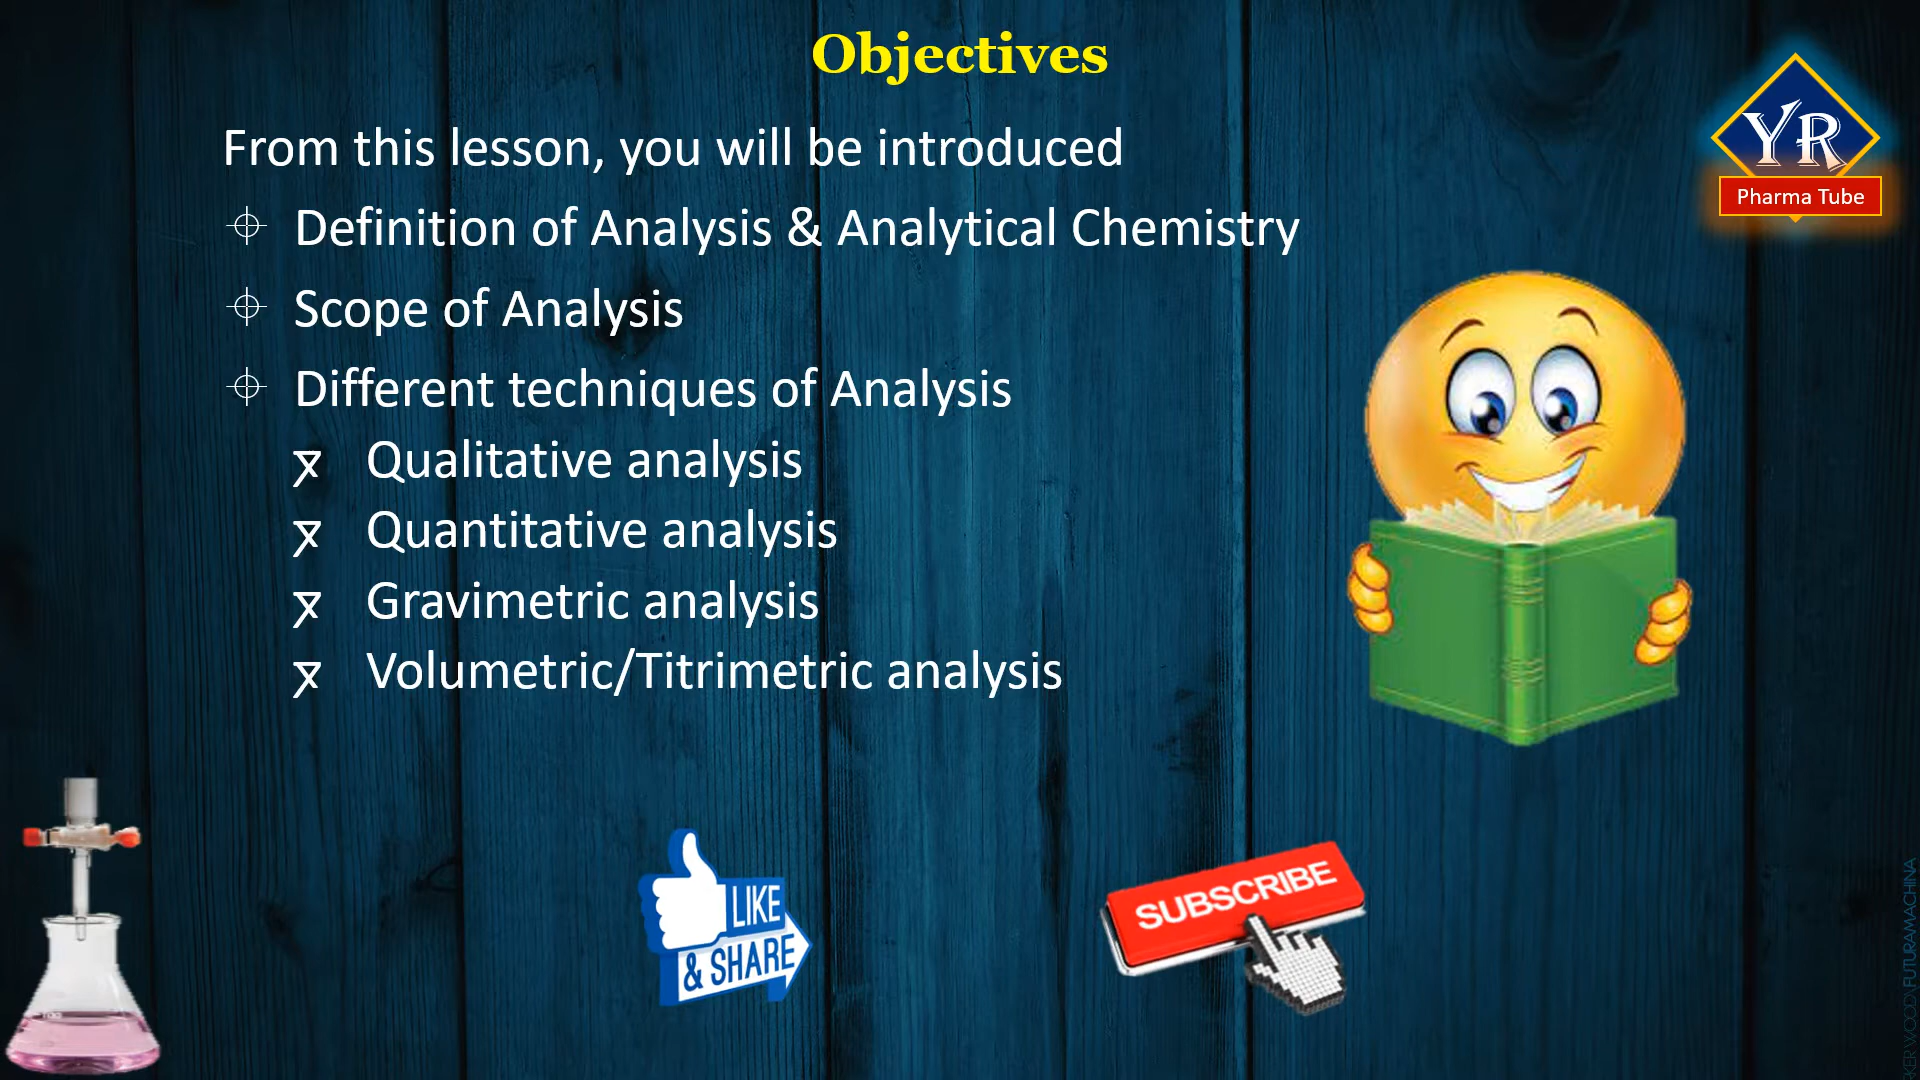 Objectives
YR
Pharma Tube
From this lesson, you will be introduced
Definition of Analysis & Analytical Chemistry
Scope of Analysis
Different techniques of Analysis
Qualitative analysis
Quantitative analysis
Gravimetric analysis
Volumetric/Titrimetric analysis
LIKE
& SHARE
SUBSCRIBE
FUTURAMACHINA